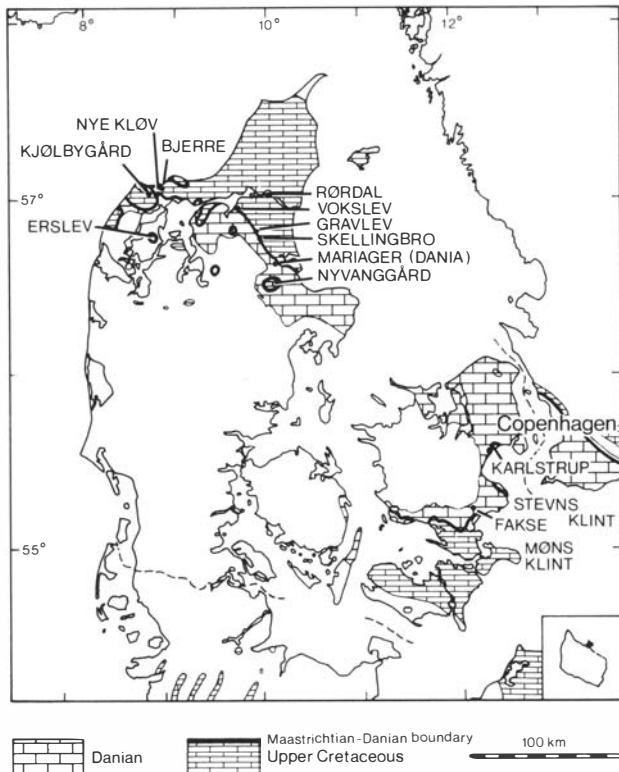 8° 10° 12°
NYE KLØV
BJERRE
KJØLBYGÅRD
57°
RØRDAL
VOKSLEV
ERSLEV
GRAVLEV
SKELLINGBRO
MARIAGER (DANIA)
NYVANGGÅRD
Copenhagen
KARLSTRUP
STEVNS
KLINT
FAKSE
55°
MØNS
KLINT
Danian
Maastrichtian-Danian boundary
Upper Cretaceous
100 km